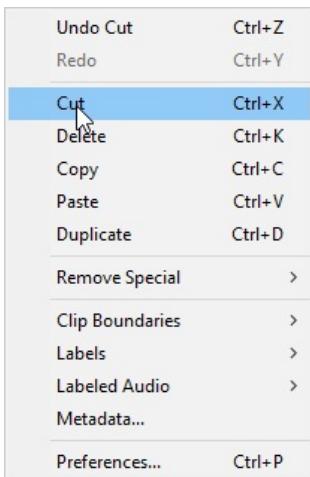 Undo Cut Ctrl+Z
Redo Ctrl+Y
Cut Ctrl+X
Delete Ctrl+K
Copy Ctrl+C
Paste Ctrl+V
Duplicate Ctrl+D
Remove Special >
Clip Boundaries >
Labels >
Labeled Audio >
Metadata...
Preferences... Ctrl+P